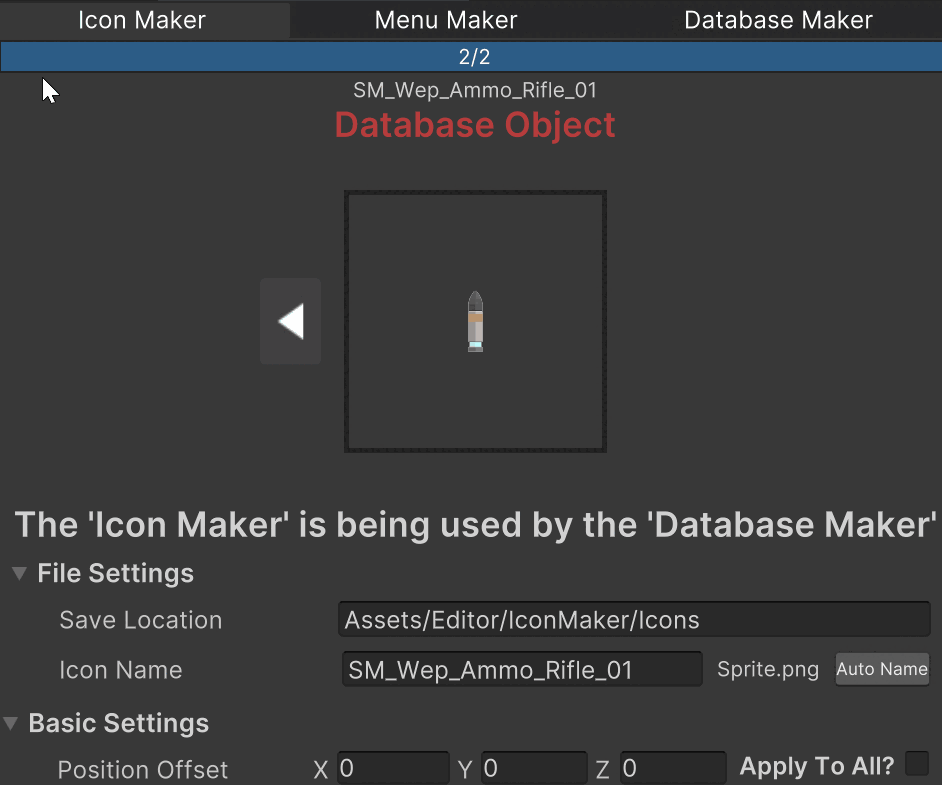 Icon Maker Menu Maker Database Maker
2/2
SM_Wep_Ammo_Rifle_01
Database Object
The 'Icon Maker' is being used by the 'Database Maker'
File Settings
Save Location Assets/Editor/IconMaker/Icons
Icon Name SM_Wep_Ammo_Rifle_01 Sprite.png Auto Name
Basic Settings
Position Offset X 0 Y 0 Z 0 Apply To All?